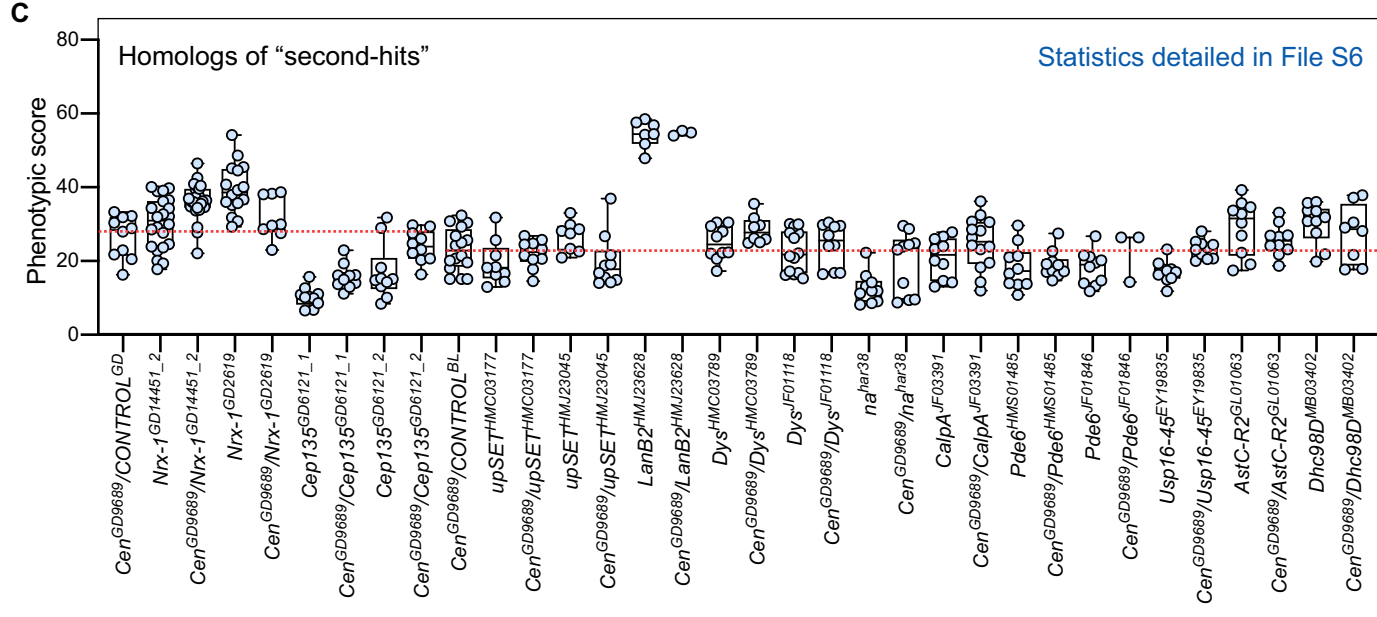 C
Homologs of “second-hits”
Statistics detailed in File S6
Phenotypic score
80
60
40
20
0
Cen^GD9689/CONTROL^GD
Nrx-1^GD14451_2
Cen^GD9689/Nrx-1^GD14451_2
Nrx-1^GD2619
Cen^GD9689/Nrx-1^GD2619
Cep135^GD6121_1
Cen^GD9689/Cep135^GD6121_1
Cep135^GD6121_2
Cen^GD9689/Cep135^GD6121_2
Cen^GD9689/CONTROL^BL
upSET^HMC03177
Cen^GD9689/upSET^HMC03177
upSET^HMJ23045
Cen^GD9689/upSET^HMJ23045
LanB2^HMJ23628
Cen^GD9689/LanB2^HMJ23628
Dys^HMC03789
Cen^GD9689/Dys^HMC03789
Dys^JF01118
Cen^GD9689/Dys^JF01118
na^har38
Cen^GD9689/na^har38
CalpA^JF03391
Cen^GD9689/CalpA^JF03391
Pde6^HMS01485
Cen^GD9689/Pde6^HMS01485
Pde6^JF01846
Cen^GD9689/Pde6^JF01846
Usp16-45^EY19835
Cen^GD9689/Usp16-45^EY19835
AstC-R2^GL01063
Cen^GD9689/AstC-R2^GL01063
Dhc98D^MB03402
Cen^GD9689/Dhc98D^MB03402